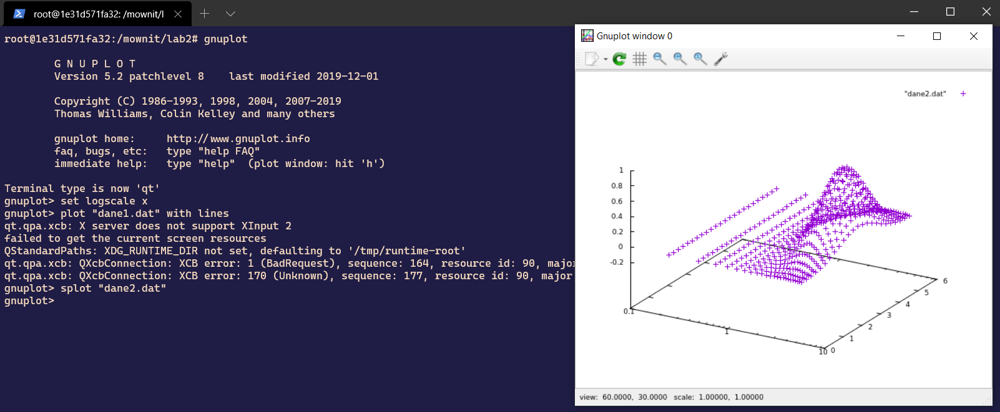 root@1e31d571fa32: /mownit/l
root@1e31d571fa32:/mownit/lab2# gnuplot
G N U P L O T
Version 5.2 patchlevel 8    last modified 2019-12-01
Copyright (C) 1986-1993, 1998, 2004, 2007-2019
Thomas Williams, Colin Kelley and many others
gnuplot home:     http://www.gnuplot.info
faq, bugs, etc:   type "help FAQ"
immediate help:   type "help"  (plot window: hit 'h')
Terminal type is now 'qt'
gnuplot> set logscale x
gnuplot> plot "dane1.dat" with lines
qt.qpa.xcb: X server does not support XInput 2
failed to get the current screen resources
QStandardPaths: XDG_RUNTIME_DIR not set, defaulting to '/tmp/runtime-root'
qt.qpa.xcb: QXcbConnection: XCB error: 1 (BadRequest), sequence: 164, resource id: 90, major
qt.qpa.xcb: QXcbConnection: XCB error: 170 (Unknown), sequence: 177, resource id: 90, major
gnuplot> splot "dane2.dat"
gnuplot>
Gnuplot window 0
"dane2.dat"
1
0.8
0.6
0.4
0.2
0
-0.2
0.1
1
10
0
1
2
3
4
5
6
view: 60.0000, 30.0000 scale: 1.00000, 1.00000